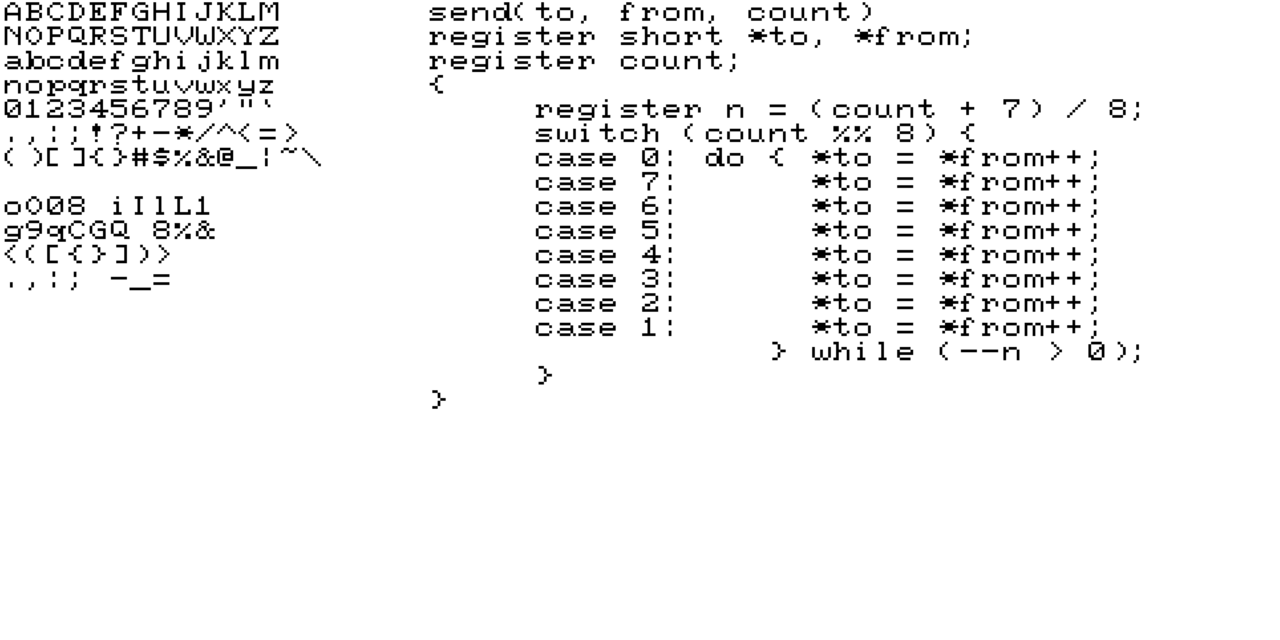 ABCDEFGHIJKLM
NOPQRSTUVWXYZ
abcdefghijklm
nopqrstuvwxyz
0123456789'"`
.,:;!?+-*/^<=>
()[]{}#$%&@_|~\
oO08 iIlL1
g9qCGQ 8%&
<([{}])>
.,:; -_=
send(to, from, count)
register short *to, *from;
register count;
{
    register n = (count + 7) / 8;
    switch (count %% 8) {
    case 0: do { *to = *from++;
    case 7:      *to = *from++;
    case 6:      *to = *from++;
    case 5:      *to = *from++;
    case 4:      *to = *from++;
    case 3:      *to = *from++;
    case 2:      *to = *from++;
    case 1:      *to = *from++;
               } while (--n > 0);
    }
}